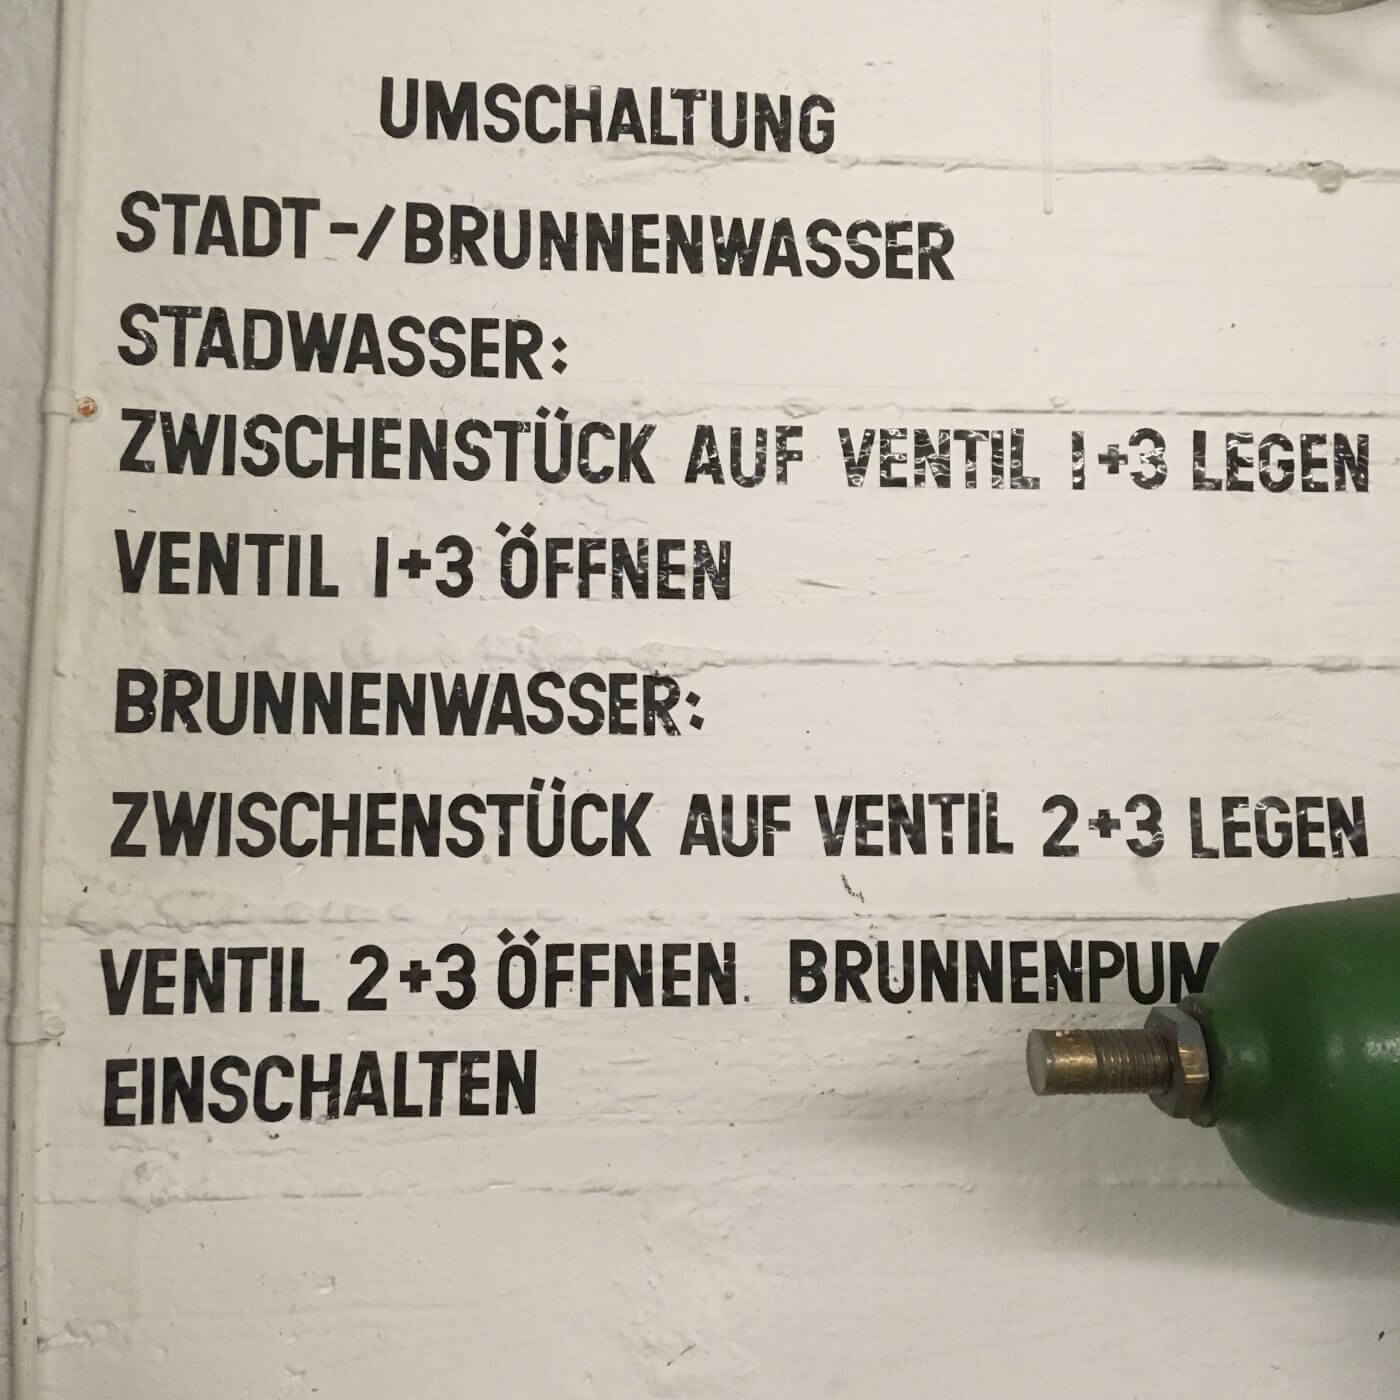 UMSCHALTUNG
STADT-/BRUNNENWASSER
STADWASSER:
ZWISCHENSTÜCK AUF VENTIL 1+3 LEGEN
VENTIL 1+3 ÖFFNEN
BRUNNENWASSER:
ZWISCHENSTÜCK AUF VENTIL 2+3 LEGEN
VENTIL 2+3 ÖFFNEN.
EINSCHALTEN